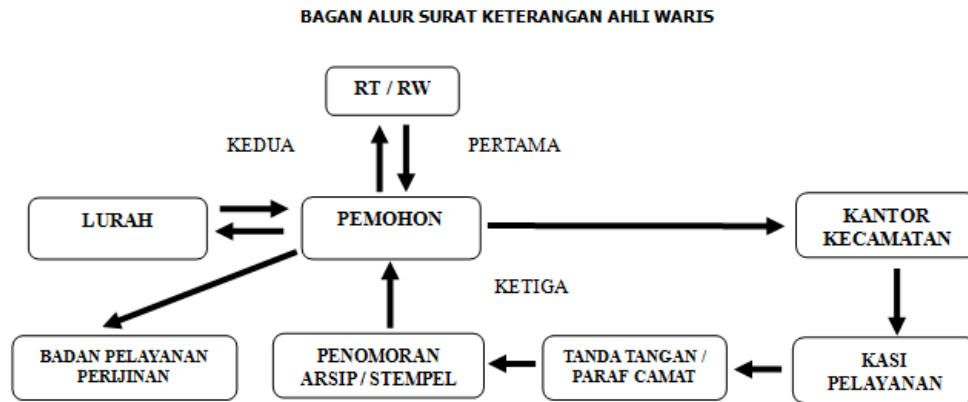 BAGAN ALUR SURAT KETERANGAN AHLI WARIS
RT / RW
KEDUA
PERTAMA
LURAH
PEMOHON
KANTOR
KECAMATAN
KETIGA
BADAN PELAYANAN
PERIJINAN
PENOMORAN
ARSIP / STEMPEL
TANDA TANGAN /
PARAF CAMAT
KASI
PELAYANAN